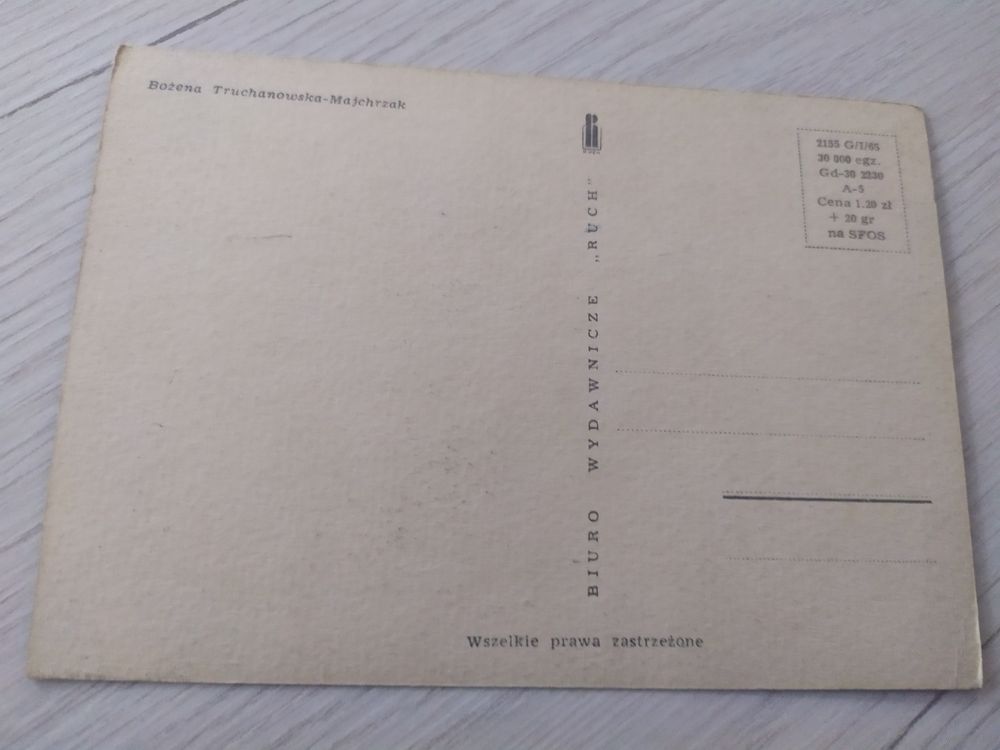 Bożena Truchanowska-Majchrzak
2155 G/I/65
30 000 egz.
Gd-30 2230
A-5
Cena 1.20 zł
+ 20 gr
na SFOS
BIURO WYDAWNICZE „RUCH"
Wszelkie prawa zastrzeżone